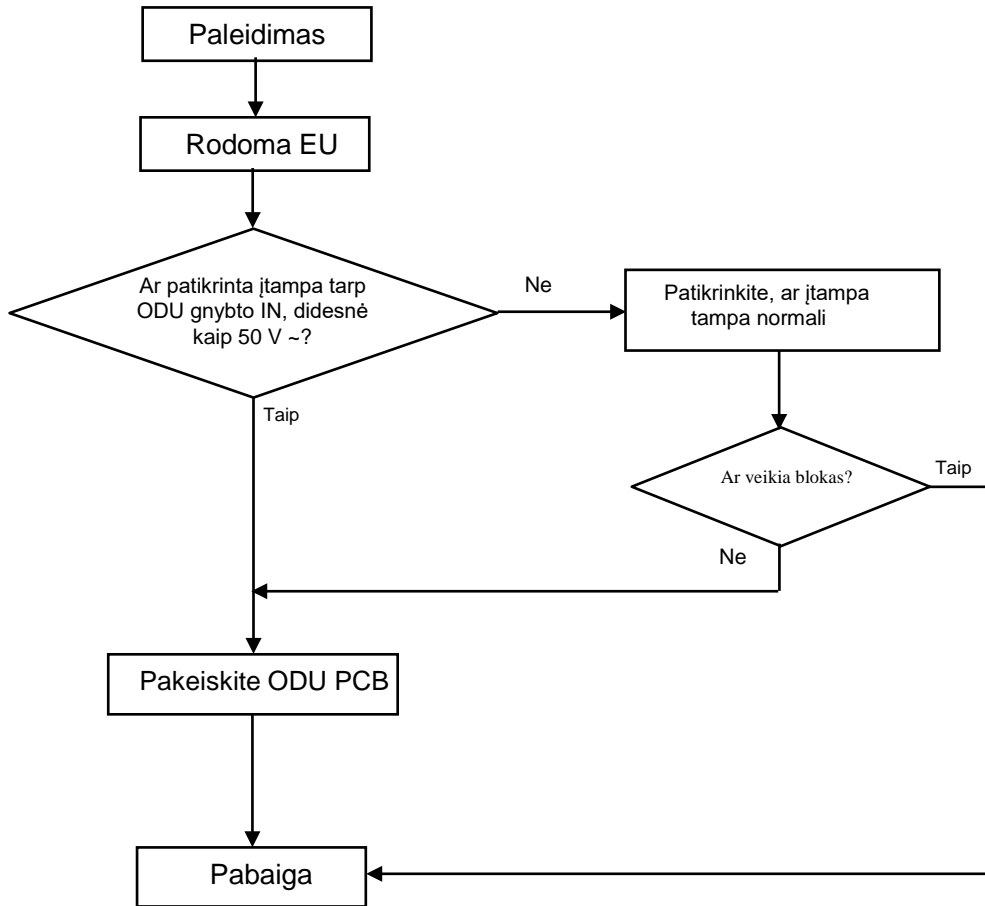 Paleidimas
Rodoma EU
Ar patikrinta įtampa tarp
ODU gnybto IN, didesnė
kaip 50 V ~?
Ne
Patikrinkite, ar įtampa
tampa normali
Taip
Ar veikia blokas?
Taip
Ne
Pakeiskite ODU PCB
Pabaiga